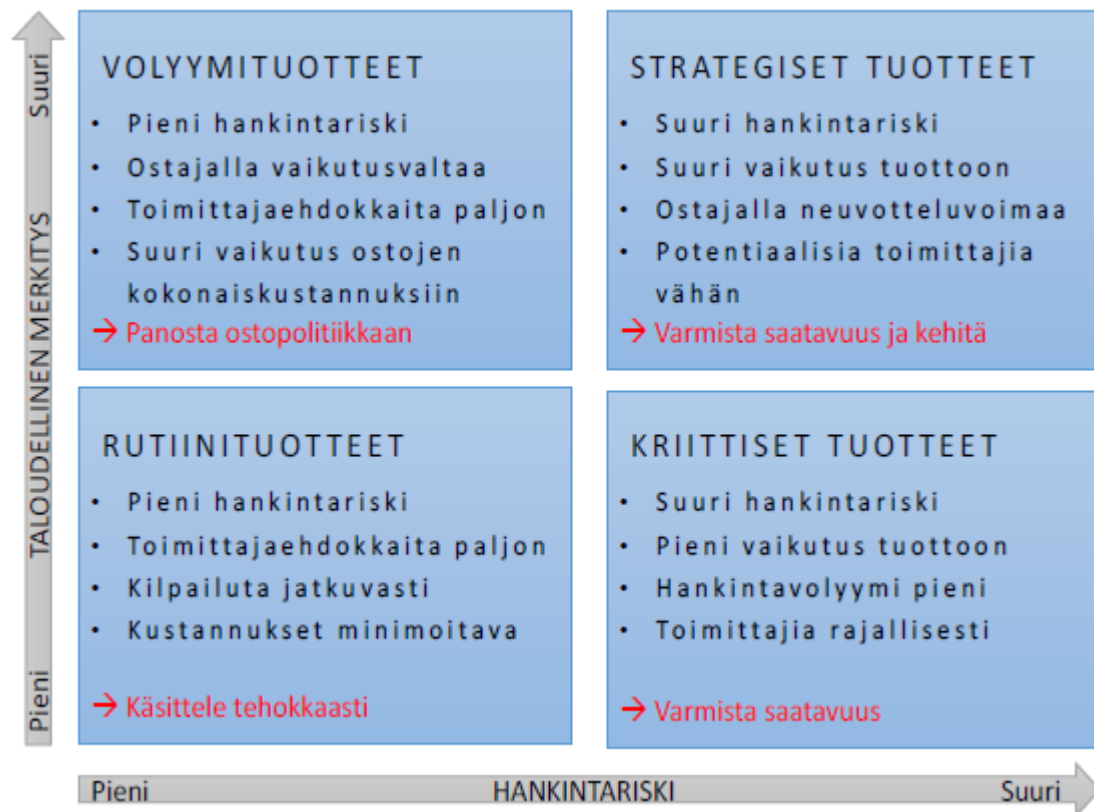 Suuri
TALOUDELLINEN MERKITYS
Pieni
VOLYYMITUOTTEET
• Pieni hankintariski
• Ostajalla vaikutusvaltaa
• Toimittajaehdokkaita paljon
• Suuri vaikutus ostojen
kokonaiskustannuksiin
→ Panosta ostopolitiikkaan
STRATEGISET TUOTTEET
• Suuri hankintariski
• Suuri vaikutus tuottoon
• Ostajalla neuvotteluvoimaa
• Potentiaalisia toimittajia
vähän
→ Varmista saatavuus ja kehitä
RUTIINITUOTTEET
• Pieni hankintariski
• Toimittajaehdokkaita paljon
• Kilpailuta jatkuvasti
• Kustannukset minimoitava
→ Käsittele tehokkaasti
KRIITTISET TUOTTEET
• Suuri hankintariski
• Pieni vaikutus tuottoon
• Hankintavolyymi pieni
• Toimittajia rajallisesti
→ Varmista saatavuus
Pieni HANKINTARISKI Suuri